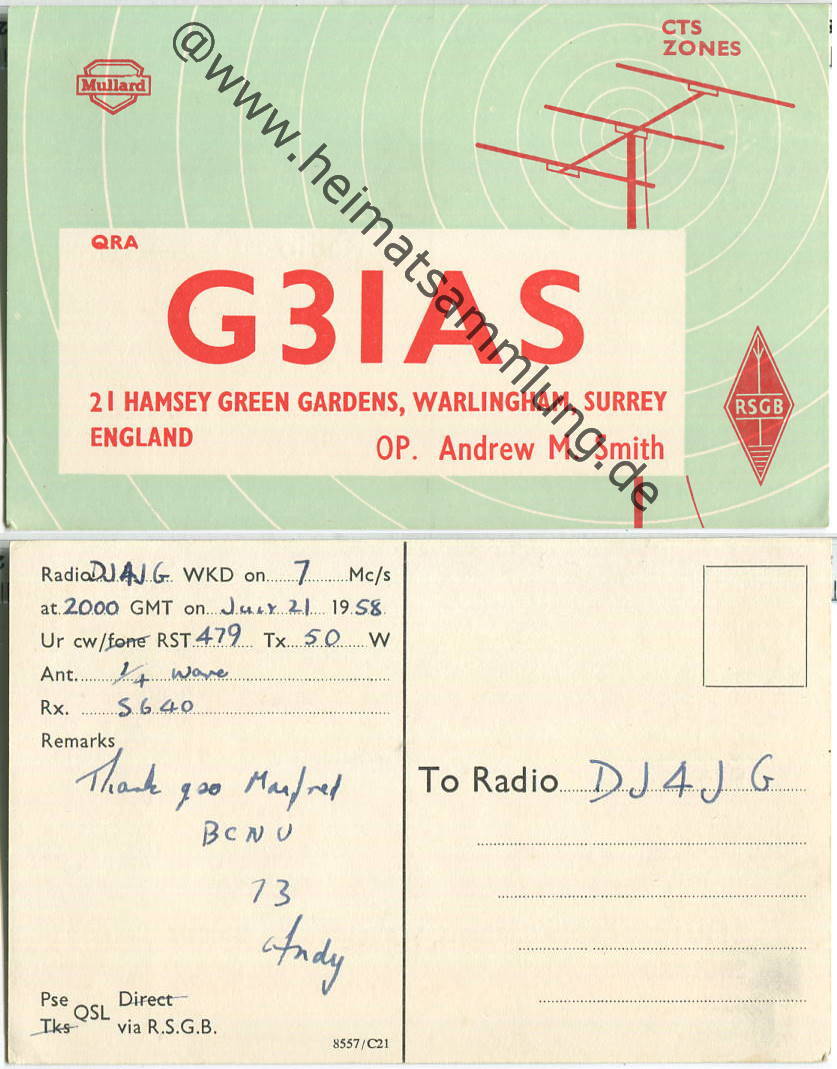 CTS
ZONES
Mullard
@www.heimatsammlung.de
QRA
G3IAS
21 HAMSEY GREEN GARDENS, WARLINGHAM, SURREY
ENGLAND
OP. Andrew M. Smith
RSGB
Radio DJ4JG WKD on 7 Mc/s
at 2000 GMT on July 21 1958
Ur cw/fone RST 479 Tx 50 W
Ant. 1/4 wave
Rx. S640
Remarks
Thank qso Manfred
BCNU
73
Andy
Pse QSL Direct
Tks via R.S.G.B.
8557/C21
To Radio DJ4JG